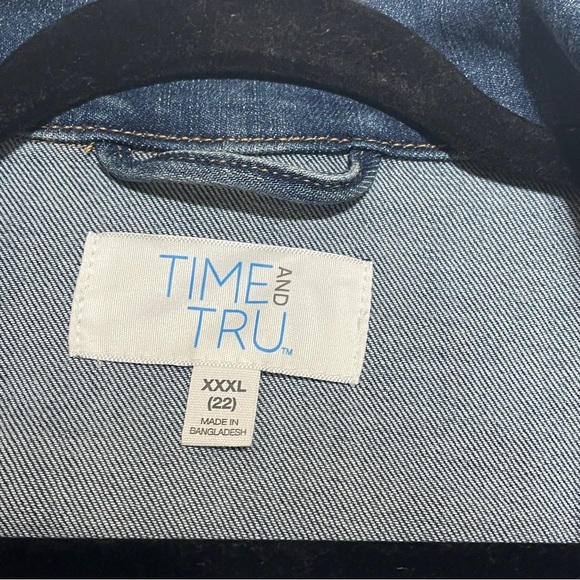 TIME AND
TRU™
XXXL
(22)
MADE IN
BANGLADESH